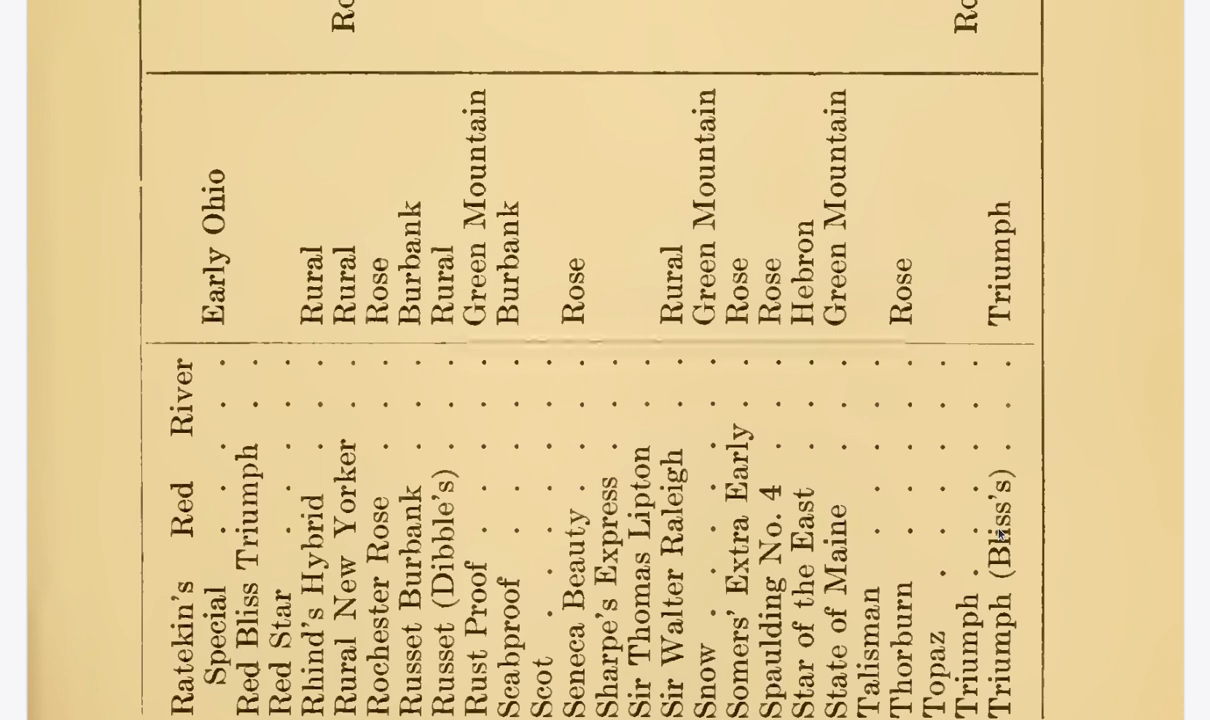 Ratekin's Red River
Special . . . . . Early Ohio
Red Bliss Triumph . .
Red Star . . . . .
Rhind's Hybrid . . . Rural
Rural New Yorker . . Rural
Rochester Rose . . . Rose
Russet Burbank . . . Burbank
Russet (Dibble's) . . . Rural
Rust Proof . . . . . Green Mountain
Scabproof . . . . . Burbank
Scot . . . . . . .
Seneca Beauty . . . . Rose
Sharpe's Express . . .
Sir Thomas Lipton . .
Sir Walter Raleigh . . Rural
Snow . . . . . . . Green Mountain
Somers' Extra Early . . Rose
Spaulding No. 4 . . . Rose
Star of the East . . . Hebron
State of Maine . . . Green Mountain
Talisman . . . . .
Thorburn . . . . . Rose
Topaz . . . . . .
Triumph . . . . . .
Triumph (Bliss's) . . . Triumph